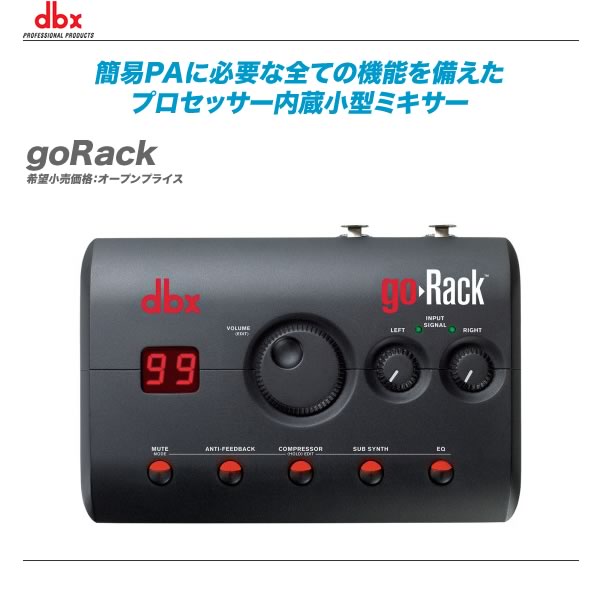 dbx
PROFESSIONAL PRODUCTS
簡易PAに必要な全ての機能を備えた
プロセッサー内蔵小型ミキサー
goRack
希望小売価格：オープンプライス
dbx
go Rack™
INPUT
SIGNAL
LEFT
RIGHT
VOLUME
(EDIT)
99
MUTE
MODE
ANTI-FEEDBACK
COMPRESSOR
(HOLD) EDIT
SUB SYNTH
EQ